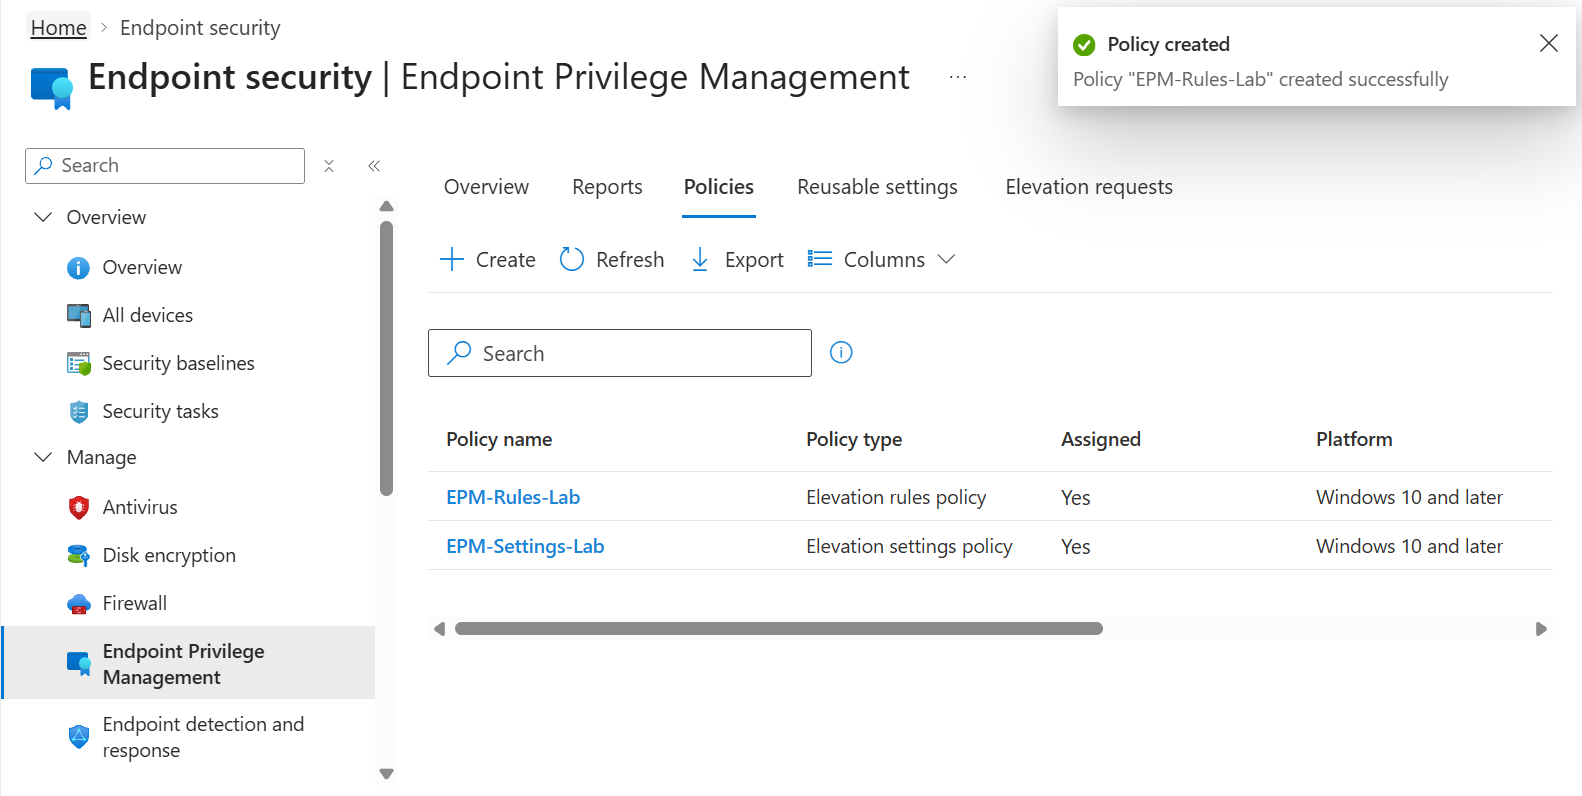 Home > Endpoint security
Endpoint security | Endpoint Privilege Management ...
Policy created
Policy "EPM-Rules-Lab" created successfully
Search
Overview
Overview
All devices
Security baselines
Security tasks
Manage
Antivirus
Disk encryption
Firewall
Endpoint Privilege
Management
Endpoint detection and
response
Overview Reports Policies Reusable settings Elevation requests
Create Refresh Export Columns
Search
Policy name Policy type Assigned Platform
EPM-Rules-Lab Elevation rules policy Yes Windows 10 and later
EPM-Settings-Lab Elevation settings policy Yes Windows 10 and later